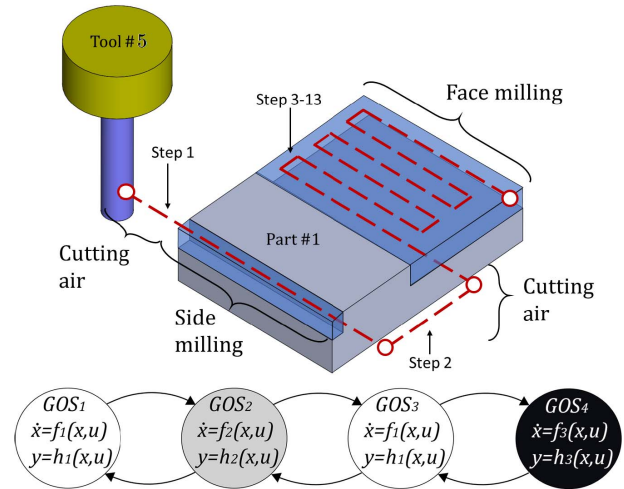 Tool # 5
Step 3-13
Face milling
Step 1
Part #1
Cutting
air
Side
milling
Cutting
air
Step 2
GOS1
ẋ=f1(x,u)
y=h1(x,u)
GOS2
ẋ=f2(x,u)
y=h2(x,u)
GOS3
ẋ=f1(x,u)
y=h1(x,u)
GOS4
ẋ=f3(x,u)
y=h3(x,u)